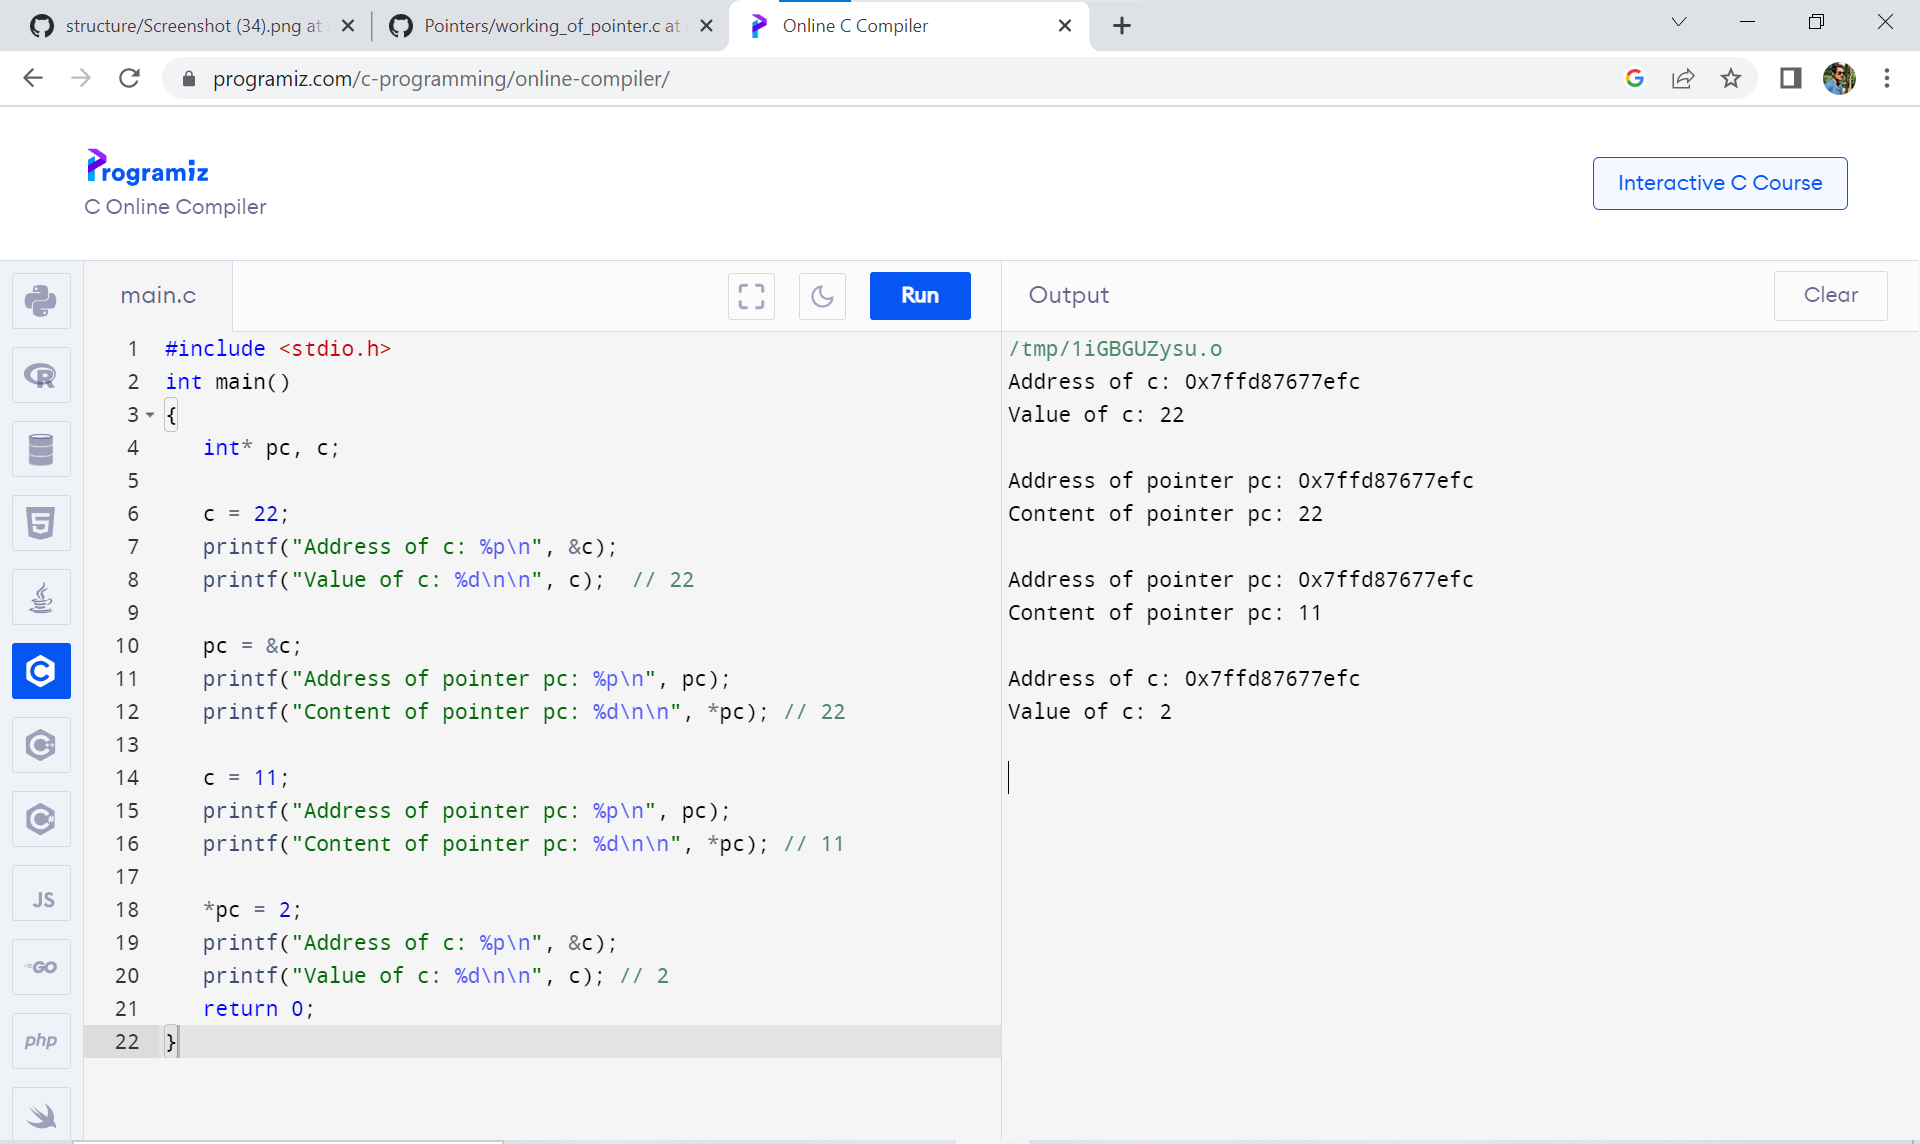 structure/Screenshot (34).png at
Pointers/working_of_pointer.c at
Online C Compiler
programiz.com/c-programming/online-compiler/
Programiz
C Online Compiler
Interactive C Course
main.c
Run
Output
Clear
1 #include <stdio.h>
2 int main()
3 {
4    int* pc, c;
5
6    c = 22;
7    printf("Address of c: %p\n", &c);
8    printf("Value of c: %d\n\n", c);  // 22
9
10    pc = &c;
11    printf("Address of pointer pc: %p\n", pc);
12    printf("Content of pointer pc: %d\n\n", *pc); // 22
13
14    c = 11;
15    printf("Address of pointer pc: %p\n", pc);
16    printf("Content of pointer pc: %d\n\n", *pc); // 11
17
18    *pc = 2;
19    printf("Address of c: %p\n", &c);
20    printf("Value of c: %d\n\n", c); // 2
21    return 0;
22 }
/tmp/1iGBGUZysu.o
Address of c: 0x7ffd87677efc
Value of c: 22
Address of pointer pc: 0x7ffd87677efc
Content of pointer pc: 22
Address of pointer pc: 0x7ffd87677efc
Content of pointer pc: 11
Address of c: 0x7ffd87677efc
Value of c: 2
R
5
C
C++
C#
JS
GO
php